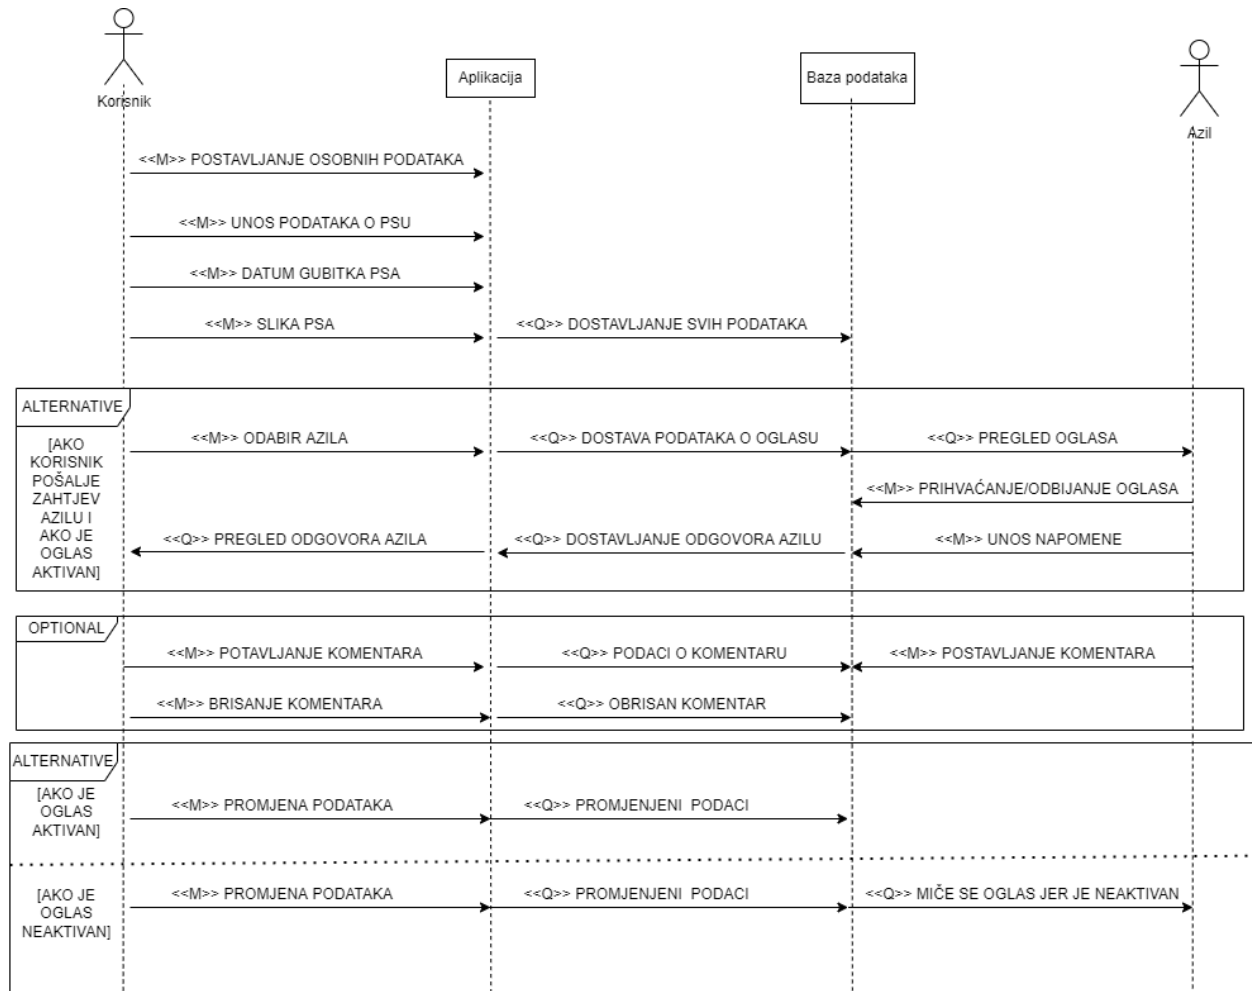 Korisnik
Aplikacija
Baza podataka
Azil
<<M>> POSTAVLJANJE OSOBNIH PODATAKA
<<M>> UNOS PODATAKA O PSU
<<M>> DATUM GUBITKA PSA
<<M>> SLIKA PSA
<<Q>> DOSTAVLJANJE SVIH PODATAKA
ALTERNATIVE
[AKO
KORISNIK
POŠALJE
ZAHTJEV
AZILU I
AKO JE
OGLAS
AKTIVAN]
<<M>> ODABIR AZILA
<<Q>> DOSTAVA PODATAKA O OGLASU
<<Q>> PREGLED OGLASA
<<M>> PRIHVAĆANJE/ODBIJANJE OGLASA
<<Q>> PREGLED ODGOVORA AZILA
<<Q>> DOSTAVLJANJE ODGOVORA AZILU
<<M>> UNOS NAPOMENE
OPTIONAL
<<M>> POTAVLJANJE KOMENTARA
<<Q>> PODACI O KOMENTARU
<<M>> POSTAVLJANJE KOMENTARA
<<M>> BRISANJE KOMENTARA
<<Q>> OBRISAN KOMENTAR
ALTERNATIVE
[AKO JE
OGLAS
AKTIVAN]
<<M>> PROMJENA PODATAKA
<<Q>> PROMJENJENI PODACI
[AKO JE
OGLAS
NEAKTIVAN]
<<M>> PROMJENA PODATAKA
<<Q>> PROMJENJENI PODACI
<<Q>> MIČE SE OGLAS JER JE NEAKTIVAN